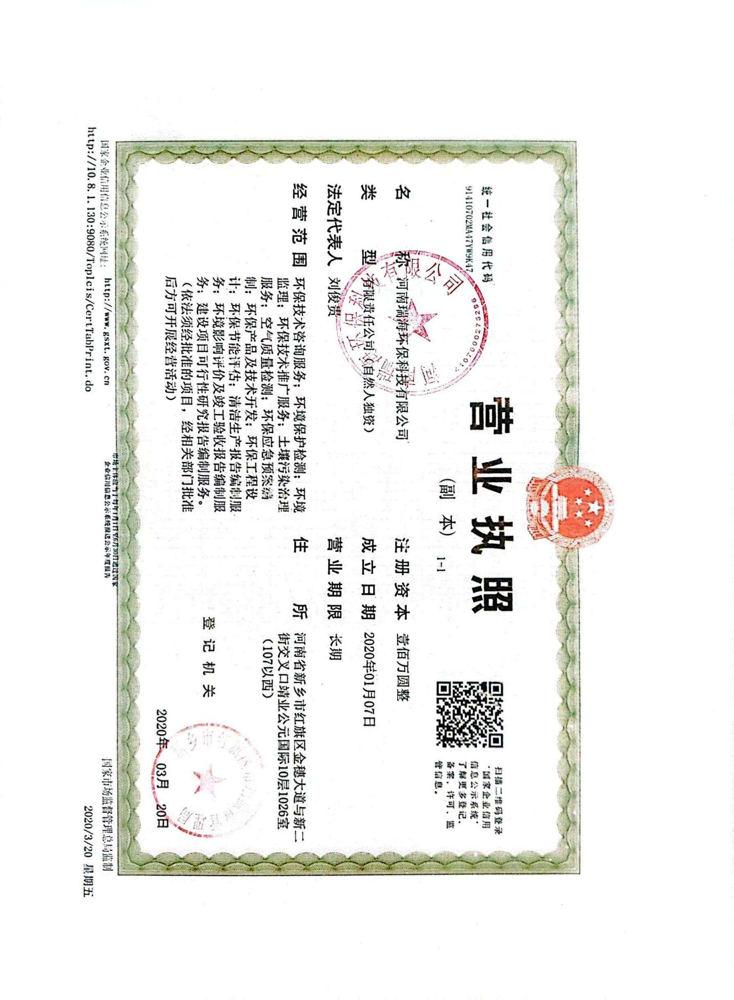 统一社会信用代码
91410702MA47YW9K47
营业执照
（副 本） 1-1
扫描二维码登录
‘国家企业信用
信息公示系统’
了解更多登记、
备案、许可、监
管信息。
名 称 河南瑞海环保科技有限公司
类 型 有限责任公司（自然人独资）
法定代表人 刘俊贵
经营范围 环保技术咨询服务；环境保护检测；环境
监理；环保技术推广服务；土壤污染治理
服务；空气质量检测；环保应急预案编
制；环保产品及技术开发；环保工程设
计；环保节能评估；清洁生产报告编制服
务；环境影响评价及竣工验收报告编制服
务；建设项目可行性研究报告编制服务。
（依法须经批准的项目，经相关部门批准
后方可开展经营活动）
注册资本 壹佰万圆整
成立日期 2020年01月07日
营业期限 长期
住 所 河南省新乡市红旗区金穗大道与新二
街交叉口靖业公元国际10层1026室
（107以西）
登记机关
2020年 03月 20日
国家企业信用信息公示系统网址： http://www.gsxt.gov.cn
市场主体应当于每年1月1日至6月30日通过国家
企业信用信息公示系统报送公示年度报告
国家市场监督管理总局监制
http://10.8.1.130:9080/TopIcis/CertTabPrint.do
2020/3/20 星期五